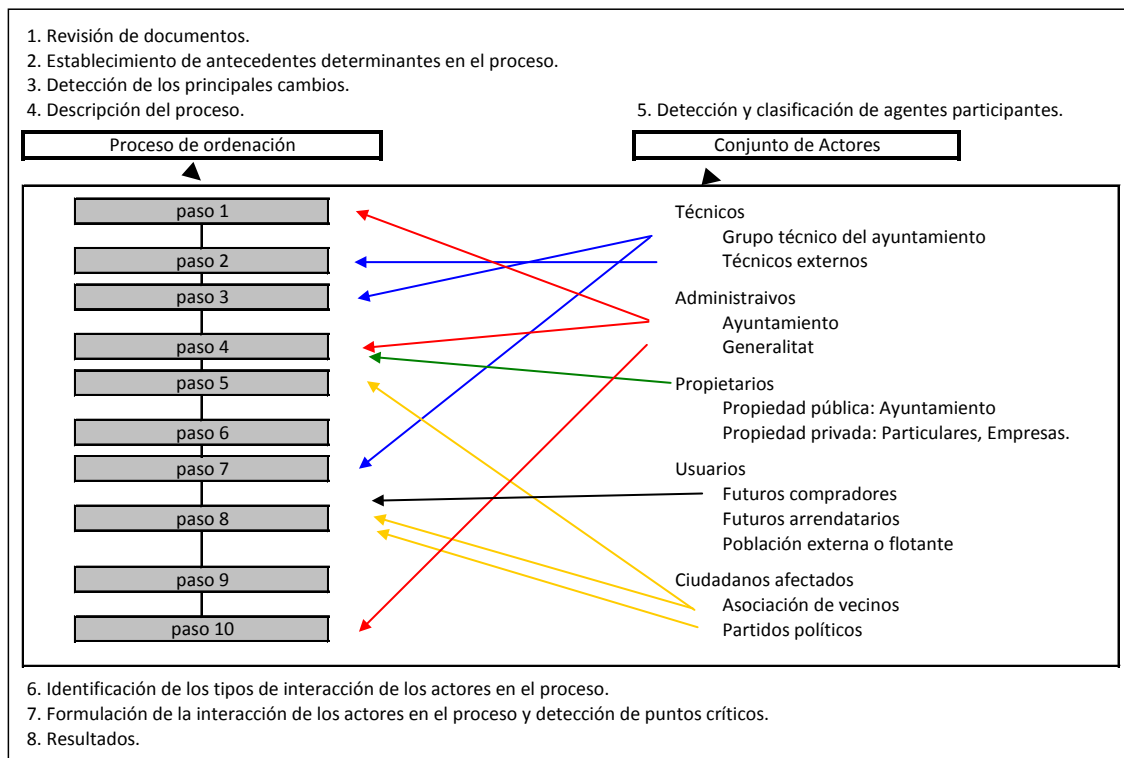 1. Revisión de documentos.
2. Establecimiento de antecedentes determinantes en el proceso.
3. Detección de los principales cambios.
4. Descripción del proceso.
5. Detección y clasificación de agentes participantes.
Proceso de ordenación
Conjunto de Actores
paso 1
paso 2
paso 3
paso 4
paso 5
paso 6
paso 7
paso 8
paso 9
paso 10
Técnicos
Grupo técnico del ayuntamiento
Técnicos externos
Administraivos
Ayuntamiento
Generalitat
Propietarios
Propiedad pública: Ayuntamiento
Propiedad privada: Particulares, Empresas.
Usuarios
Futuros compradores
Futuros arrendatarios
Población externa o flotante
Ciudadanos afectados
Asociación de vecinos
Partidos políticos
6. Identificación de los tipos de interacción de los actores en el proceso.
7. Formulación de la interacción de los actores en el proceso y detección de puntos críticos.
8. Resultados.